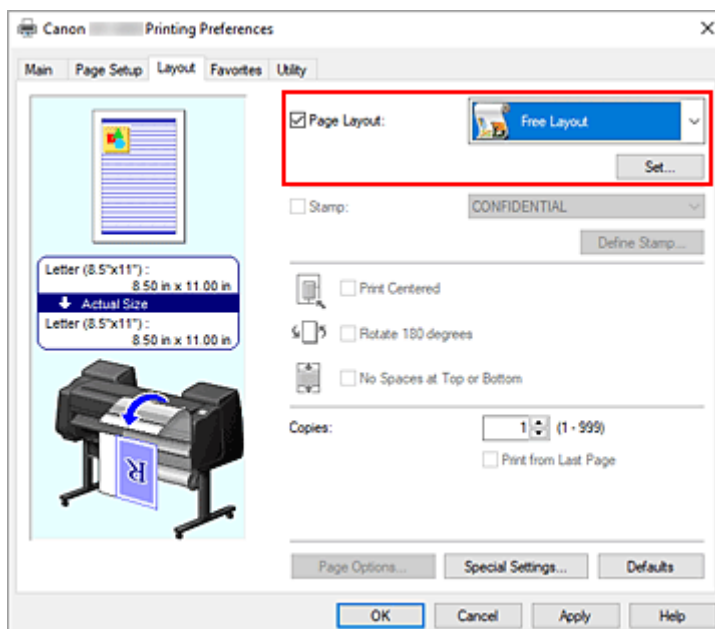 Canon Printing Preferences
Main Page Setup Layout Favorites Utility
Page Layout: Free Layout
Set...
Stamp: CONFIDENTIAL
Define Stamp...
Letter (8.5"x11") :
8.50 in x 11.00 in
Actual Size
Letter (8.5"x11") :
8.50 in x 11.00 in
Print Centered
Rotate 180 degrees
No Spaces at Top or Bottom
Copies: 1 (1 - 999)
Print from Last Page
R
Page Options... Special Settings... Defaults
OK Cancel Apply Help